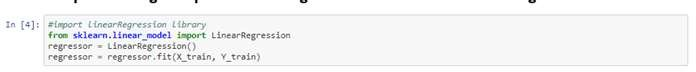 In [4]:
#import linearRegression library
from sklearn.linear_model import LinearRegression
regressor = LinearRegression()
regressor = regressor.fit(X_train, Y_train)